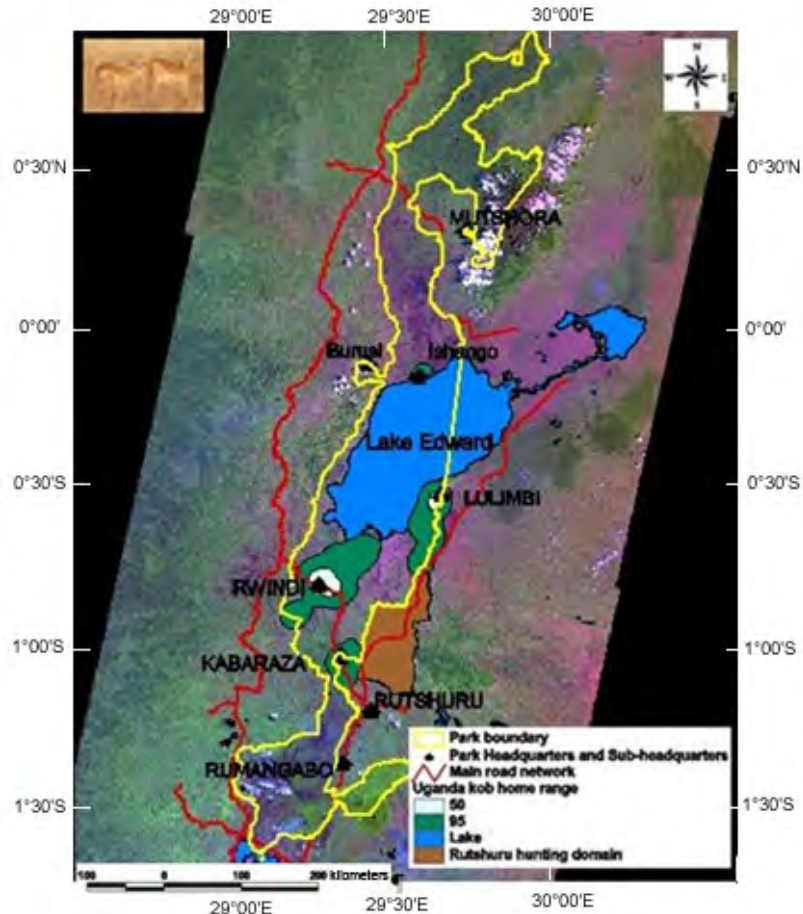 29°00'E 29°30'E 30°00'E
N
W E
S
0°30'N 0°30'N
MUTSHORA
0°00' 0°00'
Burusi Ishango
Lake Edward
0°30'S LULIMBI 0°30'S
RWINDI
1°00'S 1°00'S
KABARAZA
RUTSHURU
RUMANGABO
Park boundary
Park Headquarters and Sub-headquarters
Main road network
Uganda kob home range
50
95
Lake
Rutshuru hunting domain
1°30'S 1°30'S
100 0 100 200 kilometers
29°00'E 29°30'E 30°00'E